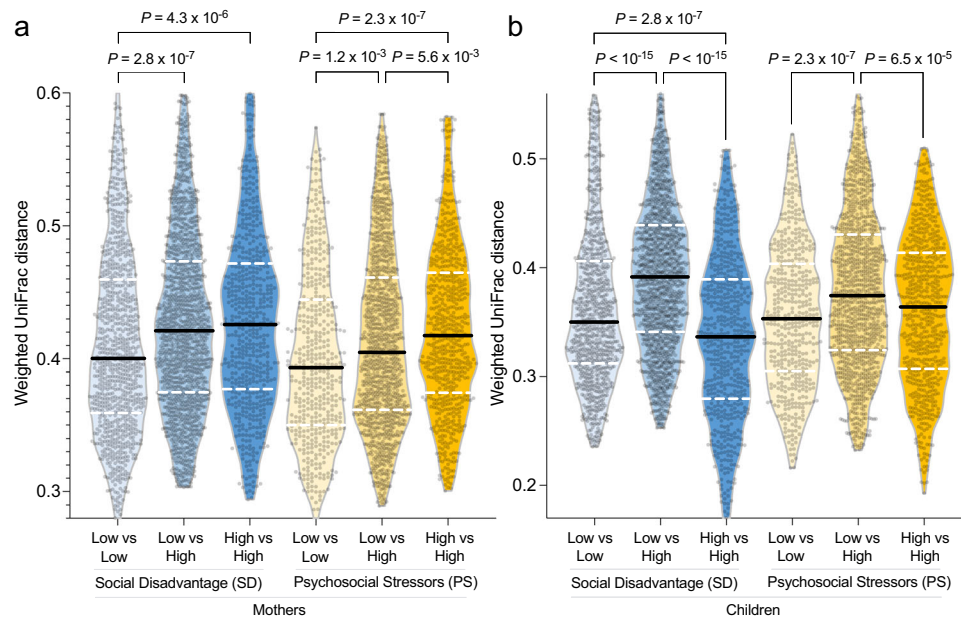 a
P = 4.3 x 10-6
P = 2.3 x 10-7
P = 2.8 x 10-7
P = 1.2 x 10-3
P = 5.6 x 10-3
Weighted UniFrac distance
0.6
0.5
0.4
0.3
Low vs Low
Low vs High
High vs High
Low vs Low
Low vs High
High vs High
Social Disadvantage (SD)
Psychosocial Stressors (PS)
Mothers
b
P = 2.8 x 10-7
P < 10-15
P < 10-15
P = 2.3 x 10-7
P = 6.5 x 10-5
Weighted UniFrac distance
0.5
0.4
0.3
0.2
Low vs Low
Low vs High
High vs High
Low vs Low
Low vs High
High vs High
Social Disadvantage (SD)
Psychosocial Stressors (PS)
Children